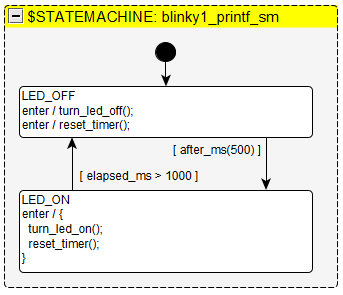 $STATEMACHINE: blinky1_printf_sm
LED_OFF
enter / turn_led_off();
enter / reset_timer();
[ after_ms(500) ]
[ elapsed_ms > 1000 ]
LED_ON
enter / {
turn_led_on();
reset_timer();
}